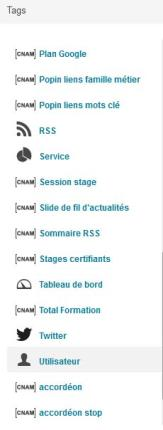 Tags
[CNAM] Plan Google
[CNAM] Popin liens famille métier
[CNAM] Popin liens mots clé
RSS
Service
[CNAM] Session stage
[CNAM] Slide de fil d'actualités
[CNAM] Sommaire RSS
[CNAM] Stages certifiants
Tableau de bord
[CNAM] Total Formation
Twitter
Utilisateur
[CNAM] accordéon
[CNAM] accordéon stop